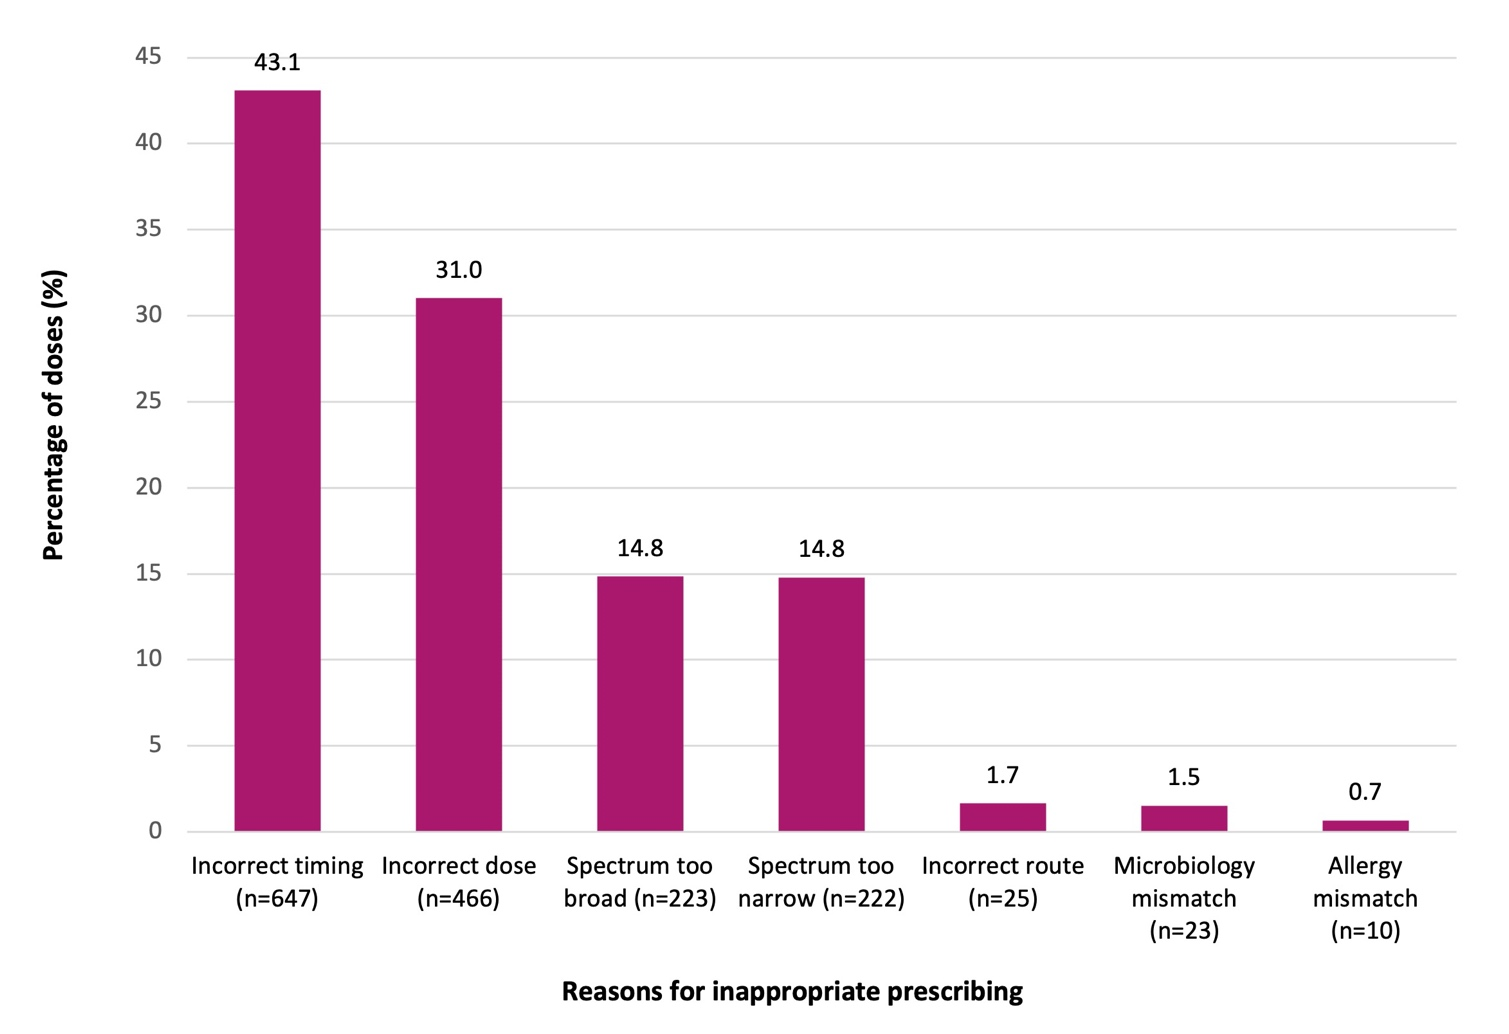 Percentage of doses (%)
45
40
35
30
25
20
15
10
5
0
43.1
31.0
14.8
14.8
1.7
1.5
0.7
Incorrect timing
(n=647)
Incorrect dose
(n=466)
Spectrum too
broad (n=223)
Spectrum too
narrow (n=222)
Incorrect route
(n=25)
Microbiology
mismatch
(n=23)
Allergy
mismatch
(n=10)
Reasons for inappropriate prescribing